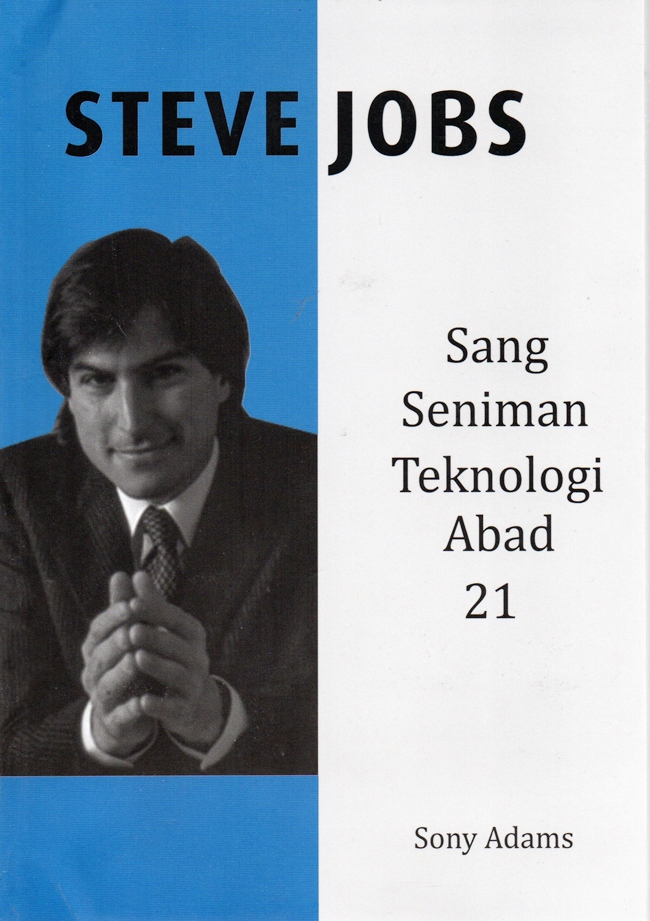 STEVE JOBS
Sang
Seniman
Teknologi
Abad
21
Sony Adams